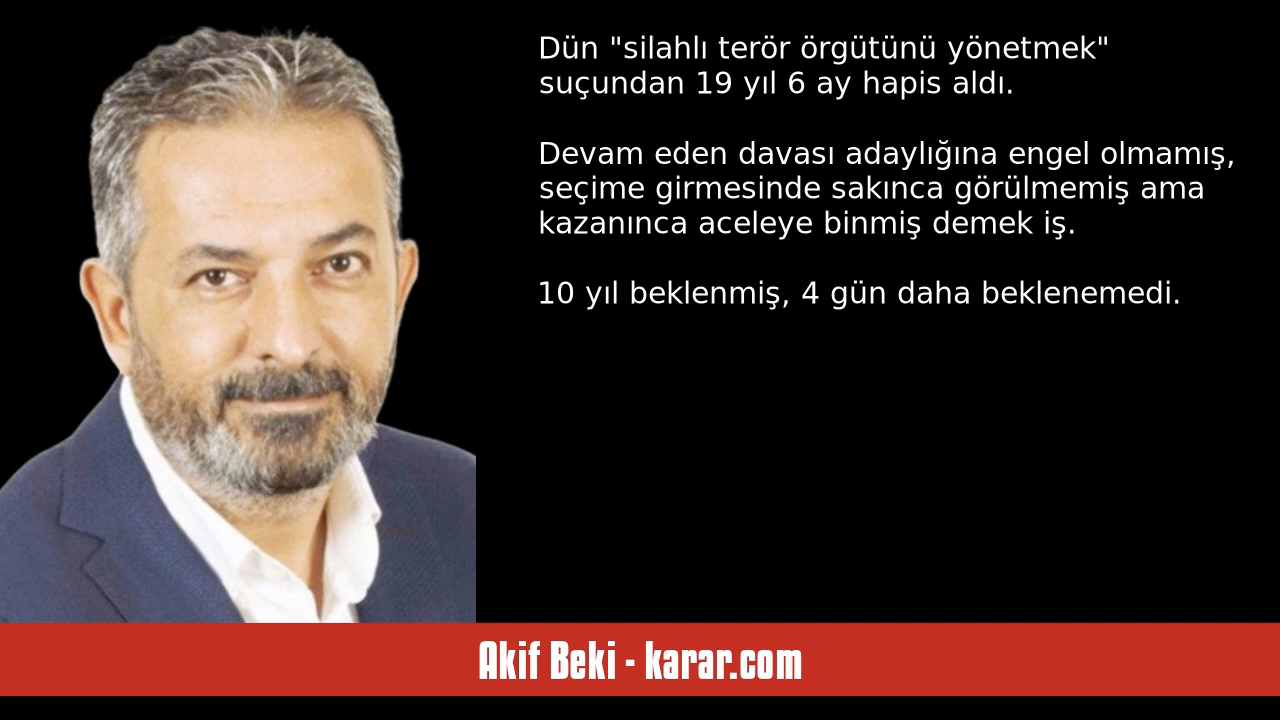 Dün "silahlı terör örgütünü yönetmek"
suçundan 19 yıl 6 ay hapis aldı.
Devam eden davası adaylığına engel olmamış,
seçime girmesinde sakınca görülmemiş ama
kazanınca aceleye binmiş demek iş.
10 yıl beklenmiş, 4 gün daha beklenemedi.
Akif Beki - karar.com